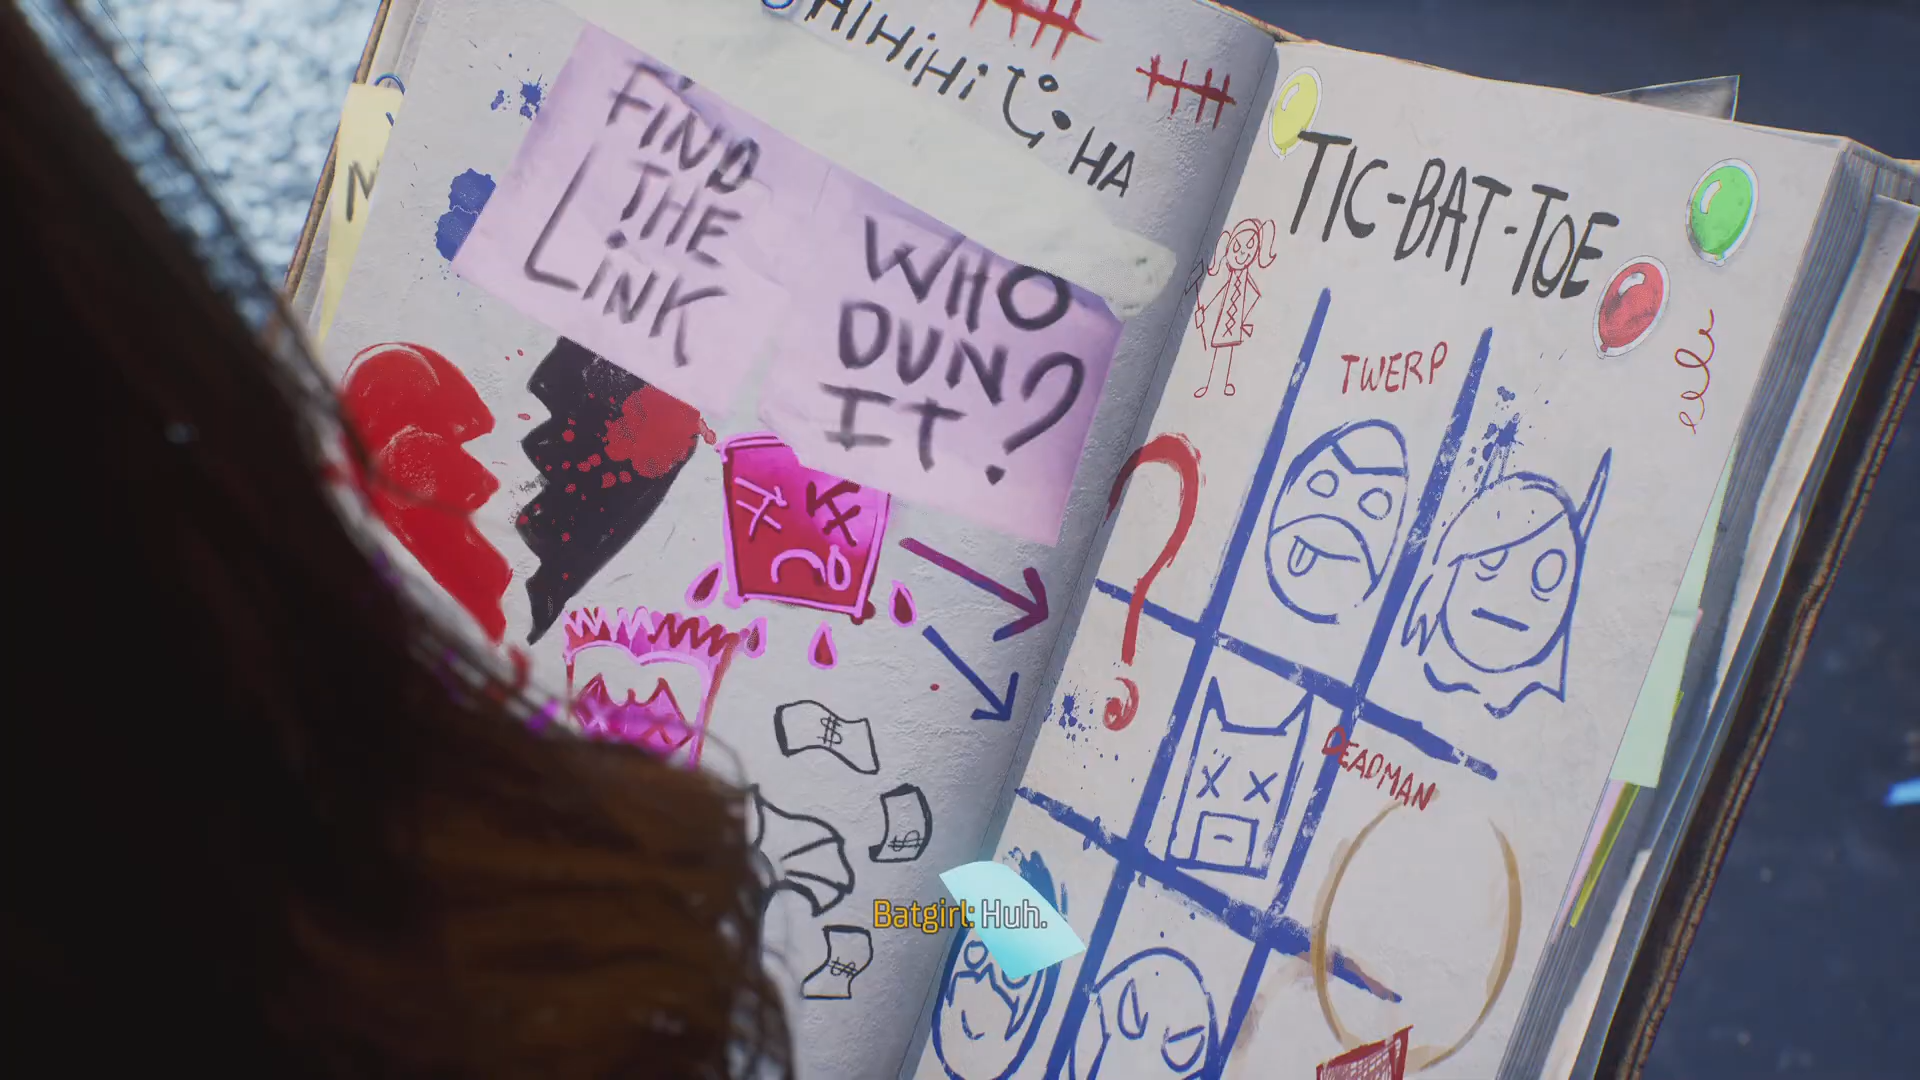 HIHIHI
HA
FIND
THE
LINK
WHO
DUN
IT?
TIC-BAT-TOE
TWERP
?
DEADMAN
$
$
$
Batgirl: Huh.